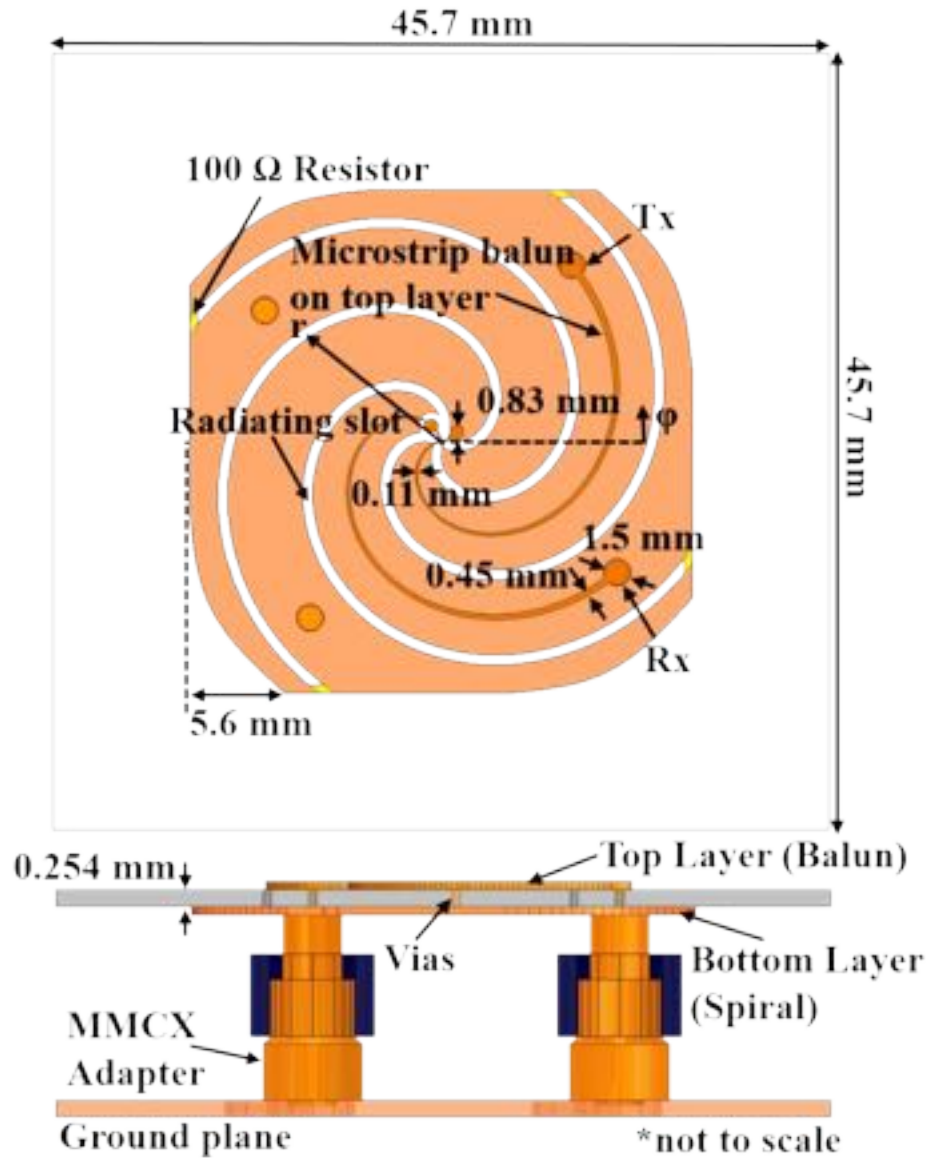 45.7 mm
100 Ω Resistor
Tx
Microstrip balun
on top layer
r
0.83 mm
φ
45.7 mm
Radiating slot
0.11 mm
1.5 mm
0.45 mm
Rx
5.6 mm
0.254 mm
Top Layer (Balun)
Vias
Bottom Layer
(Spiral)
MMCX
Adapter
Ground plane
*not to scale